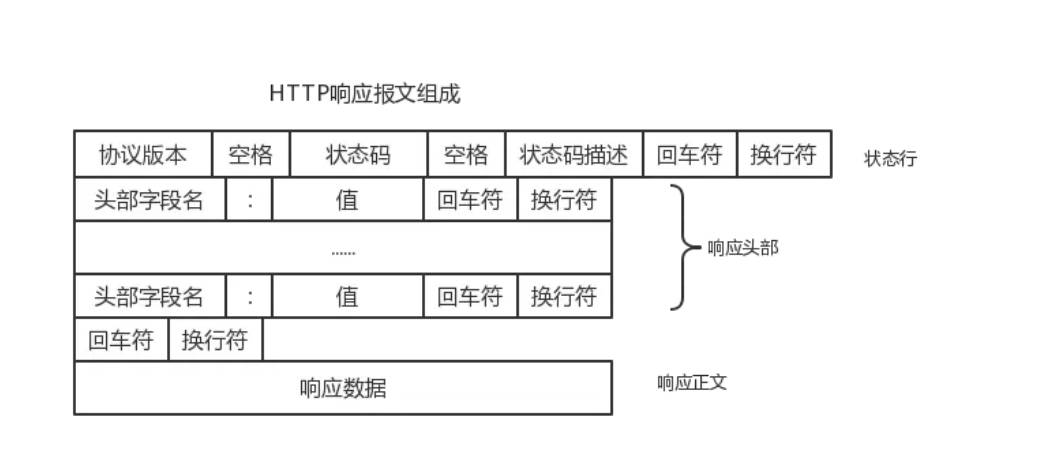 HTTP响应报文组成
协议版本 空格 状态码 空格 状态码描述 回车符 换行符 状态行
头部字段名 : 值 回车符 换行符
...... 响应头部
头部字段名 : 值 回车符 换行符
回车符 换行符
响应数据 响应正文